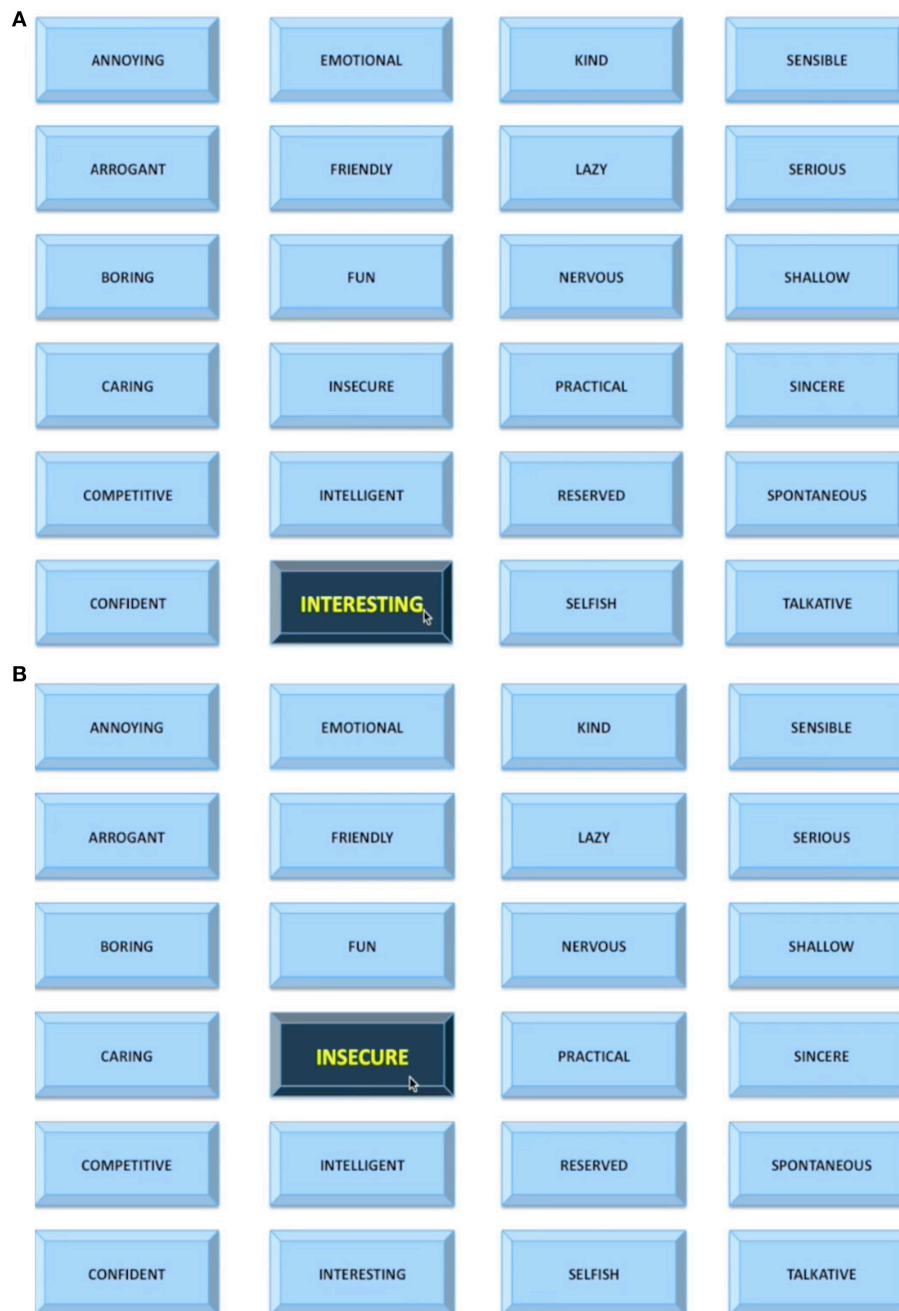 A
ANNOYING EMOTIONAL KIND SENSIBLE
ARROGANT FRIENDLY LAZY SERIOUS
BORING FUN NERVOUS SHALLOW
CARING INSECURE PRACTICAL SINCERE
COMPETITIVE INTELLIGENT RESERVED SPONTANEOUS
CONFIDENT INTERESTING SELFISH TALKATIVE
B
ANNOYING EMOTIONAL KIND SENSIBLE
ARROGANT FRIENDLY LAZY SERIOUS
BORING FUN NERVOUS SHALLOW
CARING INSECURE PRACTICAL SINCERE
COMPETITIVE INTELLIGENT RESERVED SPONTANEOUS
CONFIDENT INTERESTING SELFISH TALKATIVE